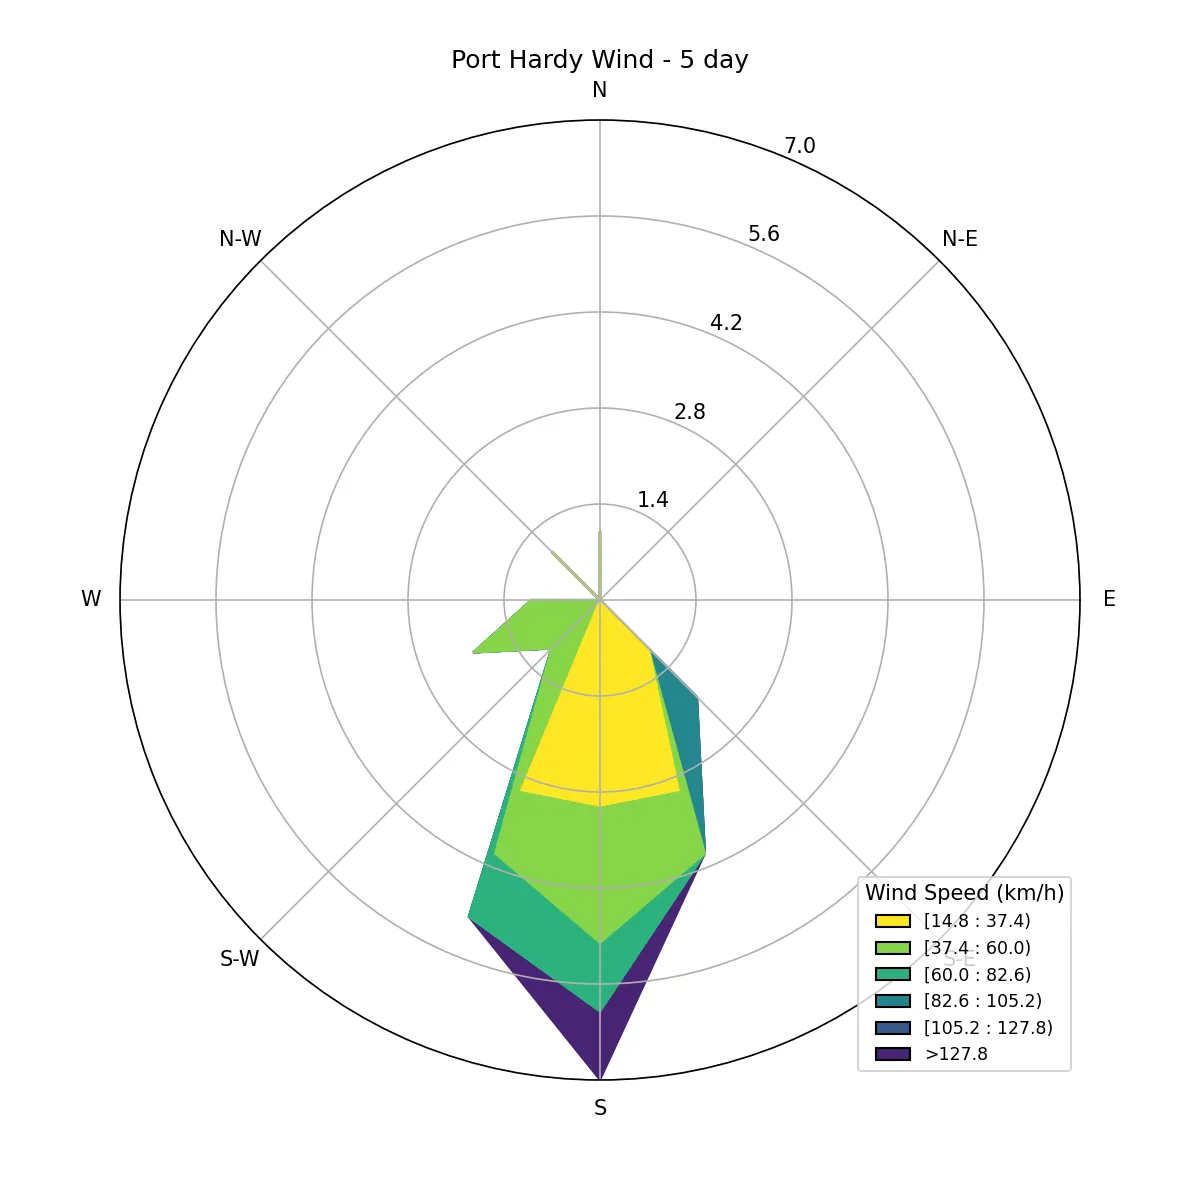 Port Hardy Wind - 5 day
N
7.0
N-W
5.6
N-E
4.2
2.8
1.4
W
E
Wind Speed (km/h)
[14.8 : 37.4)
[37.4 : 60.0)
S-W
S-E
[60.0 : 82.6)
[82.6 : 105.2)
[105.2 : 127.8)
>127.8
S